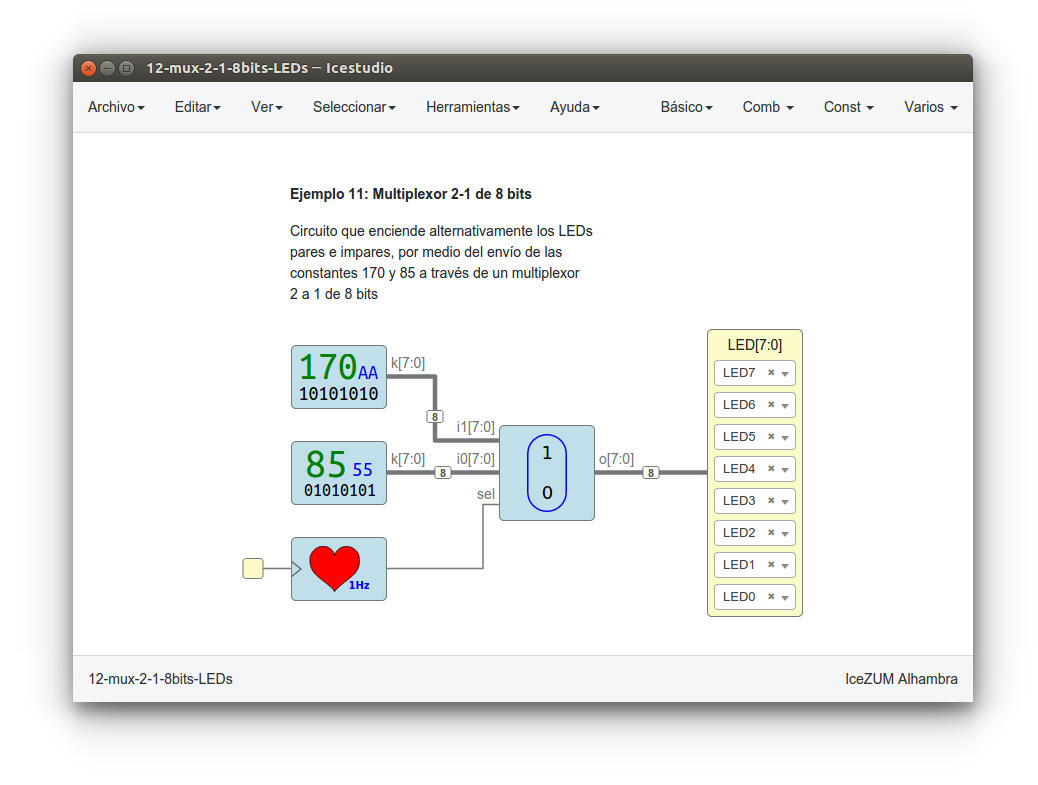 12-mux-2-1-8bits-LEDs — Icestudio
Archivo Editar Ver Seleccionar Herramientas Ayuda Básico Comb Const Varios
Ejemplo 11: Multiplexor 2-1 de 8 bits
Circuito que enciende alternativamente los LEDs
pares e impares, por medio del envío de las
constantes 170 y 85 a través de un multiplexor
2 a 1 de 8 bits
170 AA
10101010
k[7:0]
8
i1[7:0]
85 55
01010101
k[7:0]
8
i0[7:0]
sel
1
0
o[7:0]
8
1Hz
LED[7:0]
LED7
LED6
LED5
LED4
LED3
LED2
LED1
LED0
12-mux-2-1-8bits-LEDs
IceZUM Alhambra